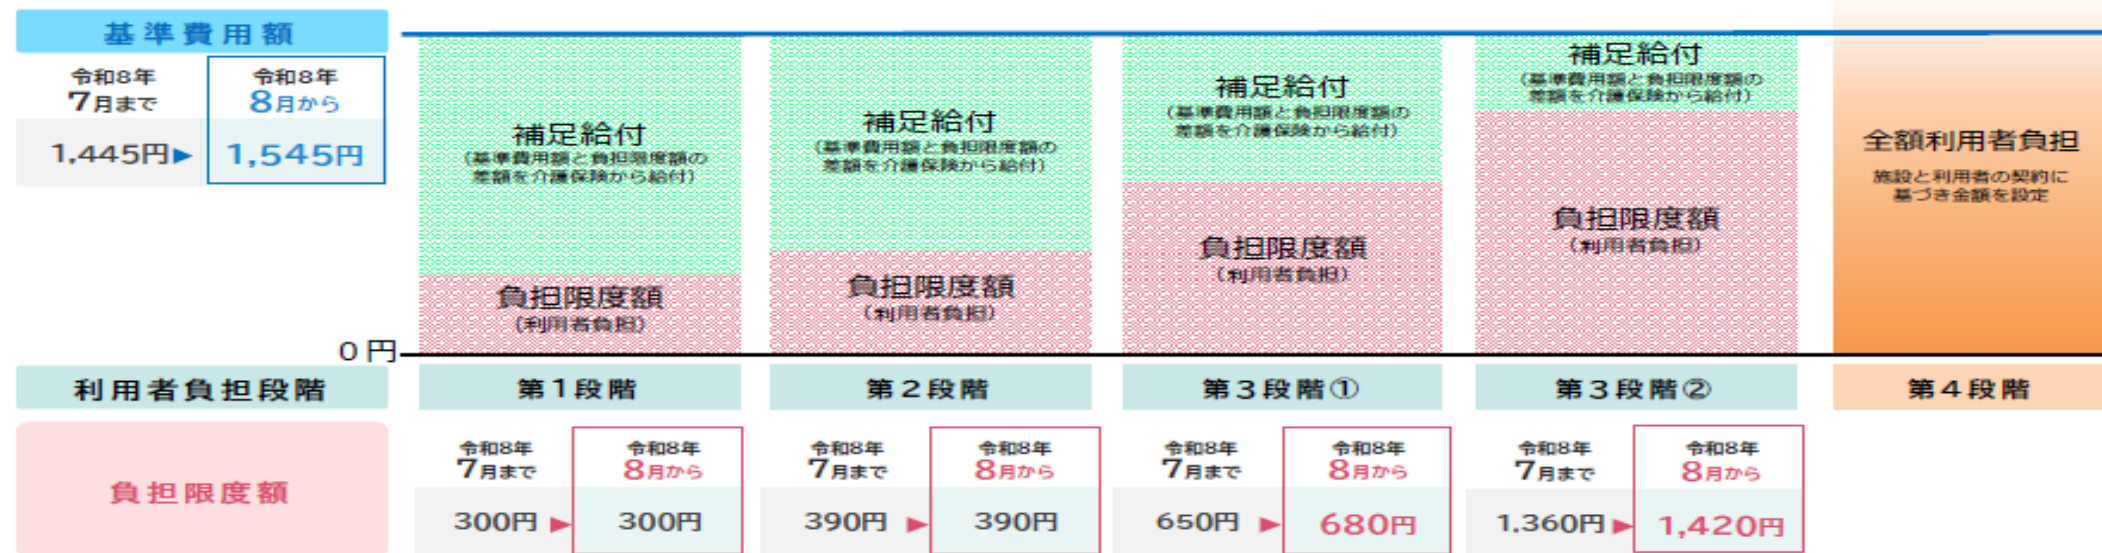 基準費用額
令和8年
7月まで
令和8年
8月から
1,445円▶
1,545円
補足給付
(基準費用額と負担限度額の
差額を介護保険から給付)
負担限度額
(利用者負担)
補足給付
(基準費用額と負担限度額の
差額を介護保険から給付)
負担限度額
(利用者負担)
補足給付
(基準費用額と負担限度額の
差額を介護保険から給付)
負担限度額
(利用者負担)
補足給付
(基準費用額と負担限度額の
差額を介護保険から給付)
負担限度額
(利用者負担)
全額利用者負担
施設と利用者の契約に
基づき金額を設定
0円
利用者負担段階
第1段階
第2段階
第3段階①
第3段階②
第4段階
負担限度額
令和8年
7月まで
令和8年
8月から
300円▶
300円
令和8年
7月まで
令和8年
8月から
390円▶
390円
令和8年
7月まで
令和8年
8月から
650円▶
680円
令和8年
7月まで
令和8年
8月から
1,360円▶
1,420円